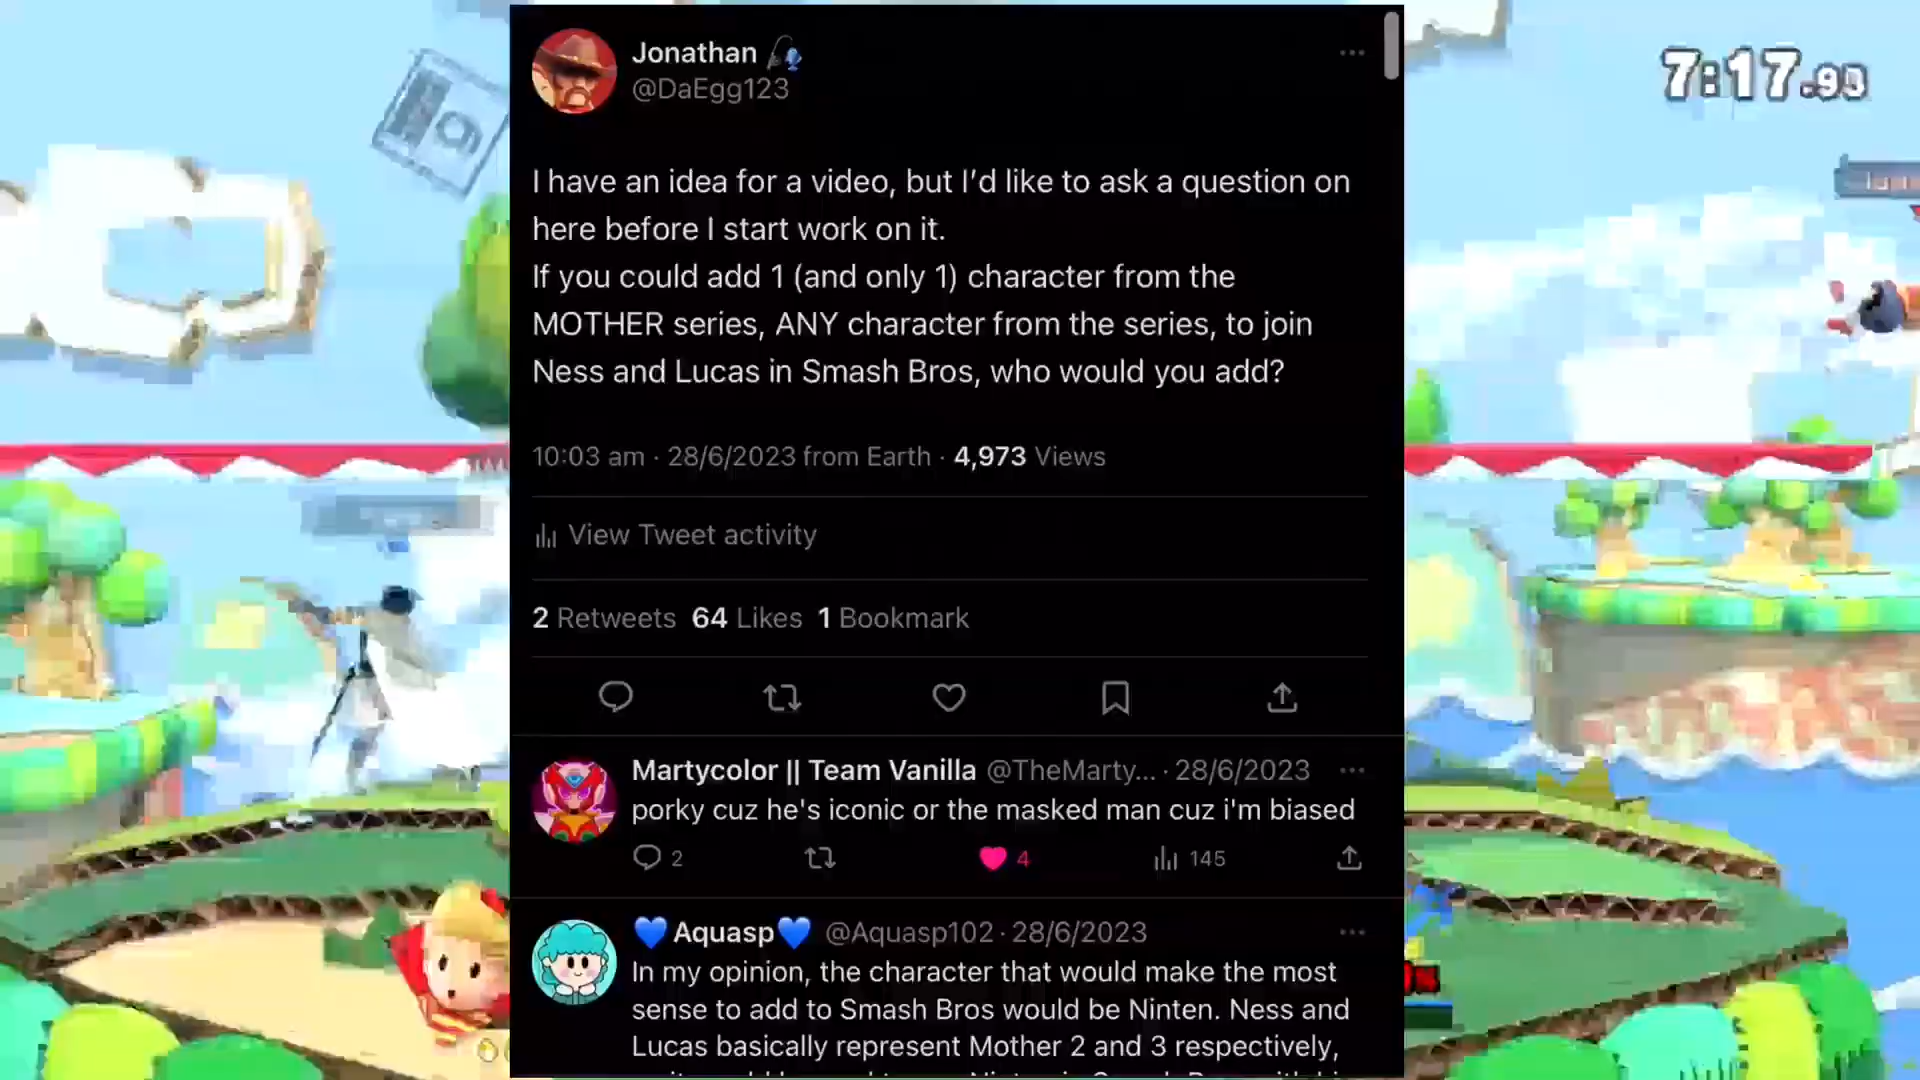 Jonathan
@DaEgg123
7:17.93
I have an idea for a video, but I'd like to ask a question on
here before I start work on it.
If you could add 1 (and only 1) character from the
MOTHER series, ANY character from the series, to join
Ness and Lucas in Smash Bros, who would you add?
10:03 am · 28/6/2023 from Earth · 4,973 Views
View Tweet activity
2 Retweets 64 Likes 1 Bookmark
Martycolor || Team Vanilla @TheMarty... · 28/6/2023
porky cuz he's iconic or the masked man cuz i'm biased
2 4 145
💙Aquasp💙 @Aquasp102 · 28/6/2023
In my opinion, the character that would make the most
sense to add to Smash Bros would be Ninten. Ness and
Lucas basically represent Mother 2 and 3 respectively,